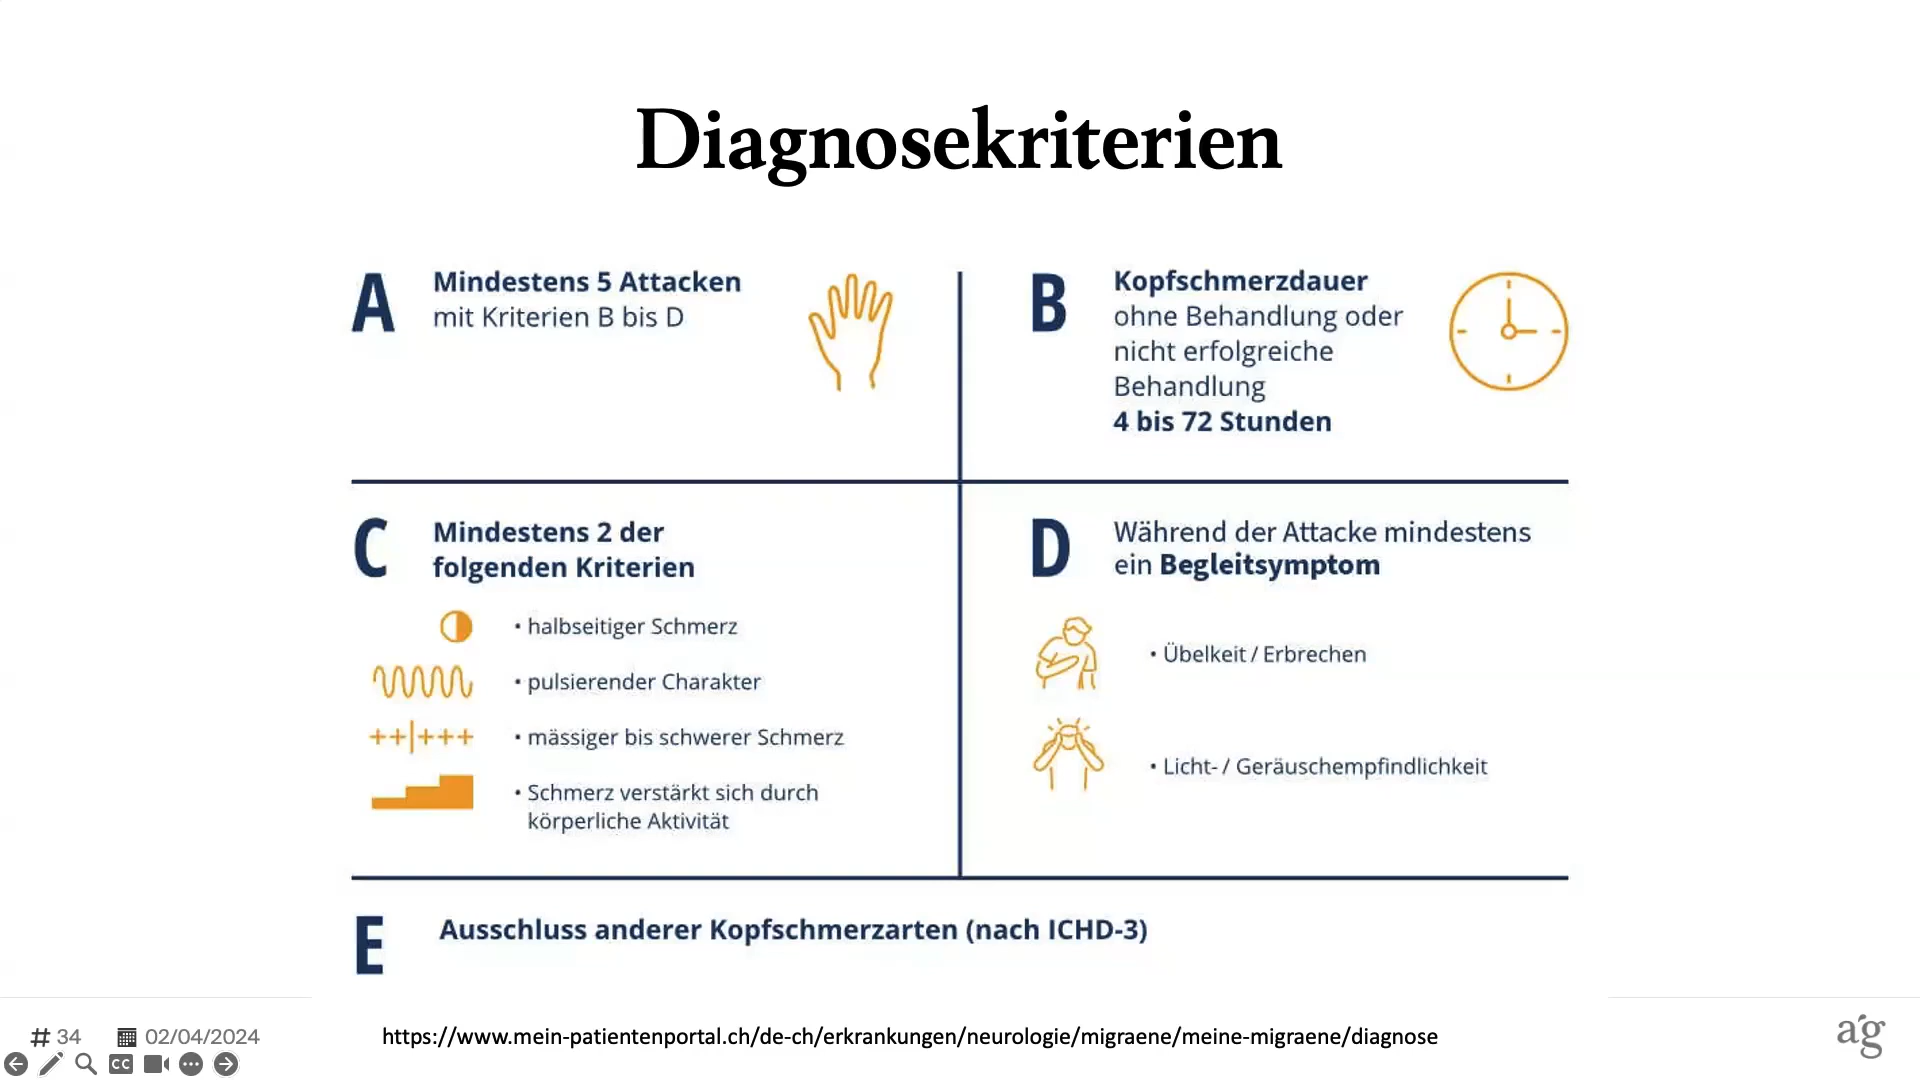 Diagnosekriterien
A
Mindestens 5 Attacken
mit Kriterien B bis D
B
Kopfschmerzdauer
ohne Behandlung oder
nicht erfolgreiche
Behandlung
4 bis 72 Stunden
C
Mindestens 2 der
folgenden Kriterien
• halbseitiger Schmerz
• pulsierender Charakter
++|+++
• mässiger bis schwerer Schmerz
• Schmerz verstärkt sich durch
körperliche Aktivität
D
Während der Attacke mindestens
ein Begleitsymptom
• Übelkeit / Erbrechen
• Licht- / Geräuschempfindlichkeit
E
Ausschluss anderer Kopfschmerzarten (nach ICHD-3)
# 34
02/04/2024
https://www.mein-patientenportal.ch/de-ch/erkrankungen/neurologie/migraene/meine-migraene/diagnose
ag
CC